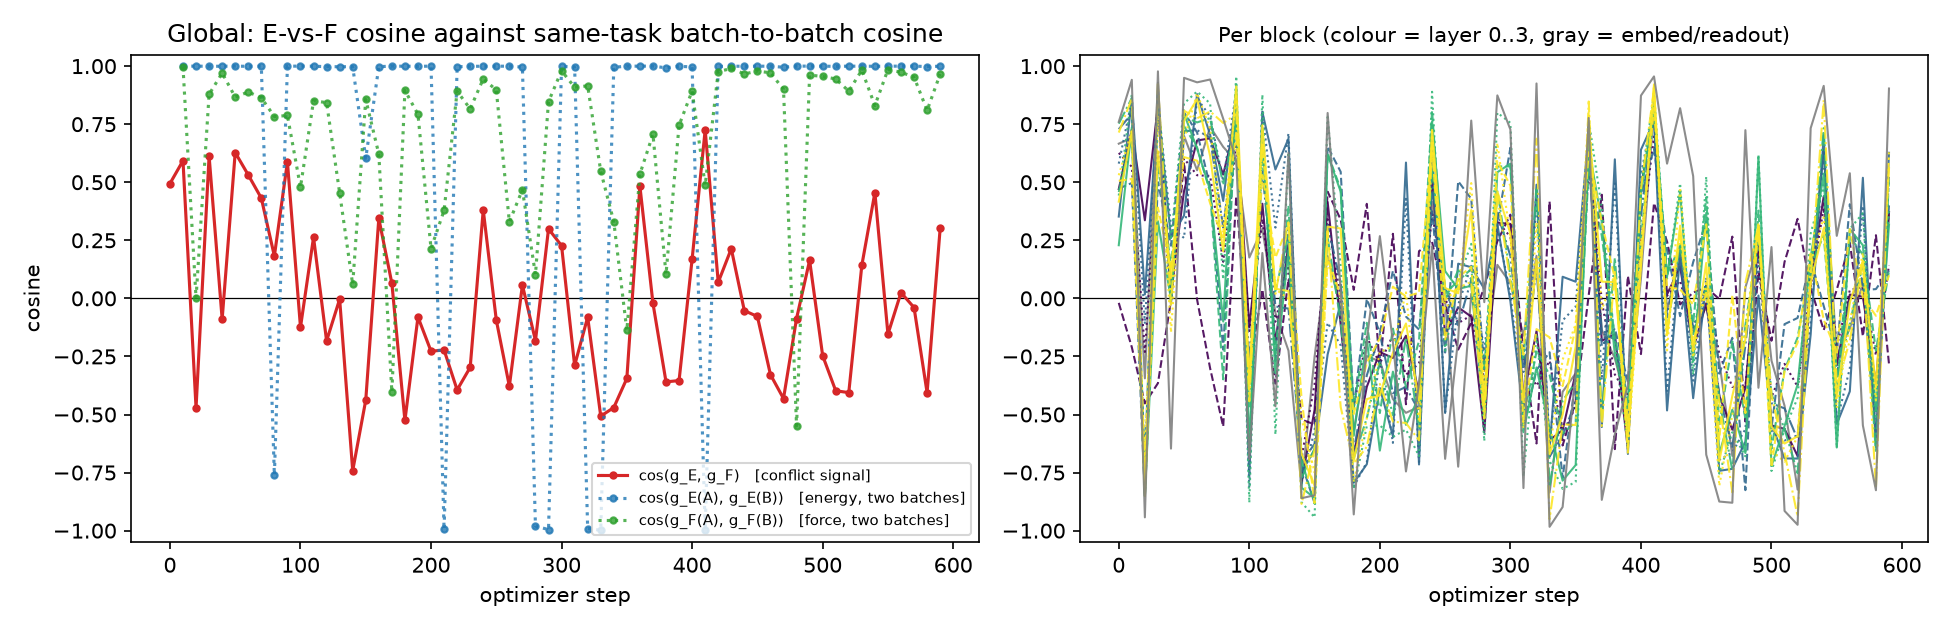 Global: E-vs-F cosine against same-task batch-to-batch cosine
1.00
0.75
0.50
0.25
0.00
−0.25
−0.50
−0.75
−1.00
cosine
cos(g_E, g_F)   [conflict signal]
cos(g_E(A), g_E(B))   [energy, two batches]
cos(g_F(A), g_F(B))   [force, two batches]
0 100 200 300 400 500 600
optimizer step
Per block (colour = layer 0..3, gray = embed/readout)
1.00
0.75
0.50
0.25
0.00
−0.25
−0.50
−0.75
−1.00
0 100 200 300 400 500 600
optimizer step